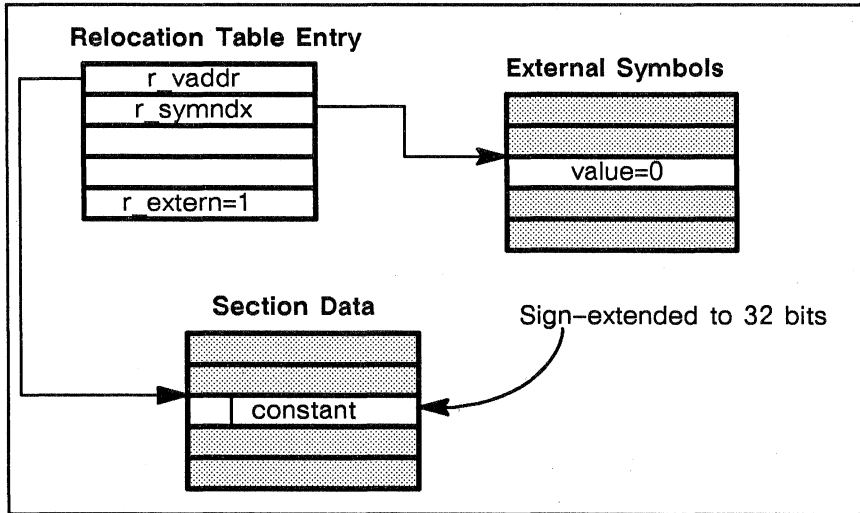 Relocation Table Entry
r_vaddr
r_symndx
r_extern=1
External Symbols
value=0
Section Data
constant
Sign-extended to 32 bits